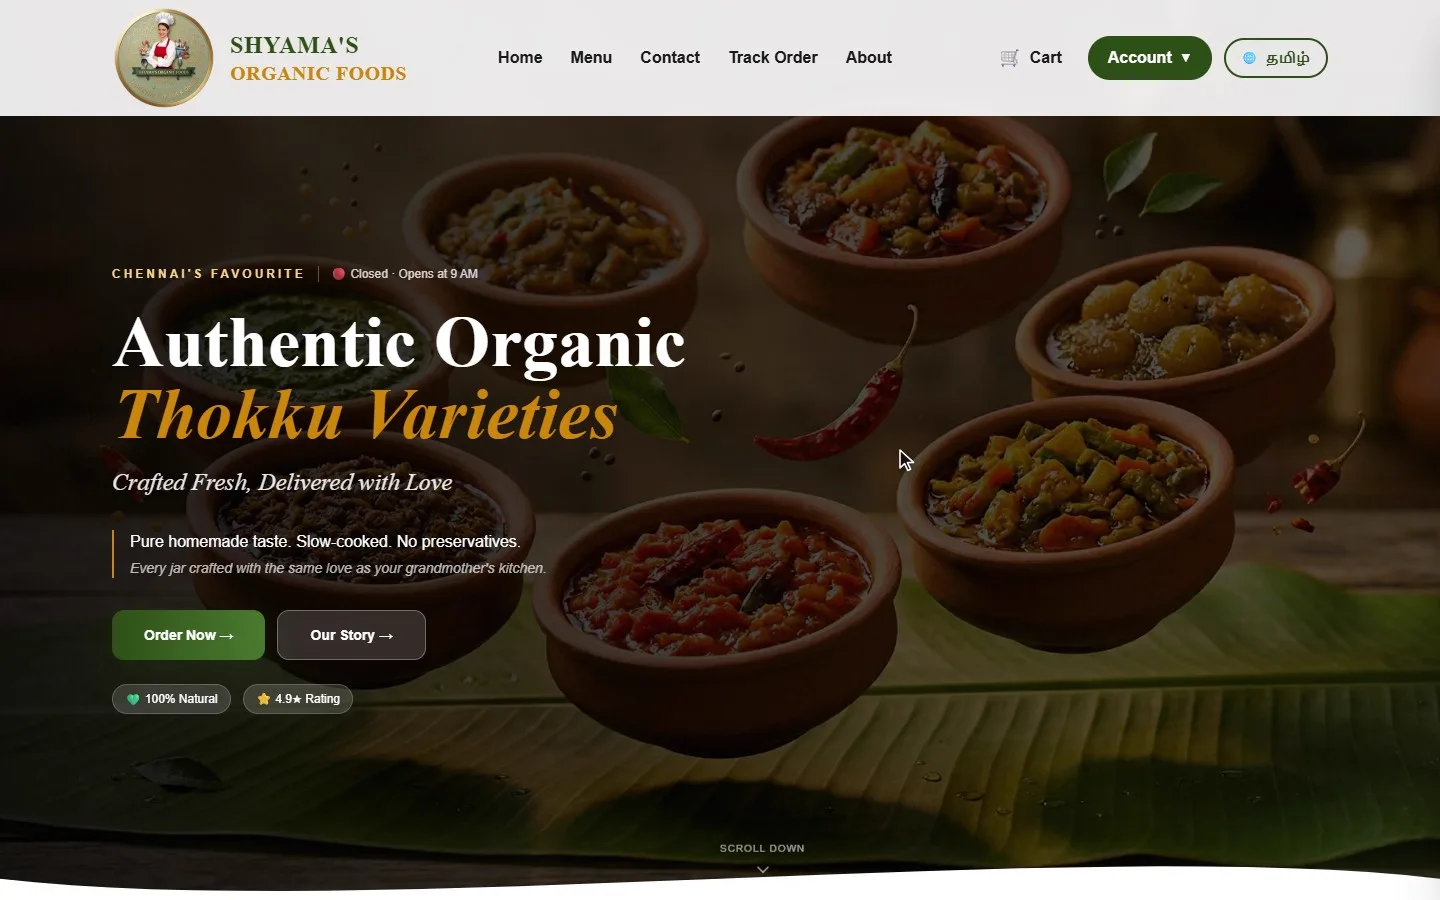 SHYAMA'S
ORGANIC FOODS
Home
Menu
Contact
Track Order
About
Cart
Account ▼
தமிழ்
CHENNAI'S FAVOURITE
Closed · Opens at 9 AM
Authentic Organic
Thokku Varieties
Crafted Fresh, Delivered with Love
Pure homemade taste. Slow-cooked. No preservatives.
Every jar crafted with the same love as your grandmother's kitchen.
Order Now →
Our Story →
100% Natural
4.9★ Rating
SCROLL DOWN